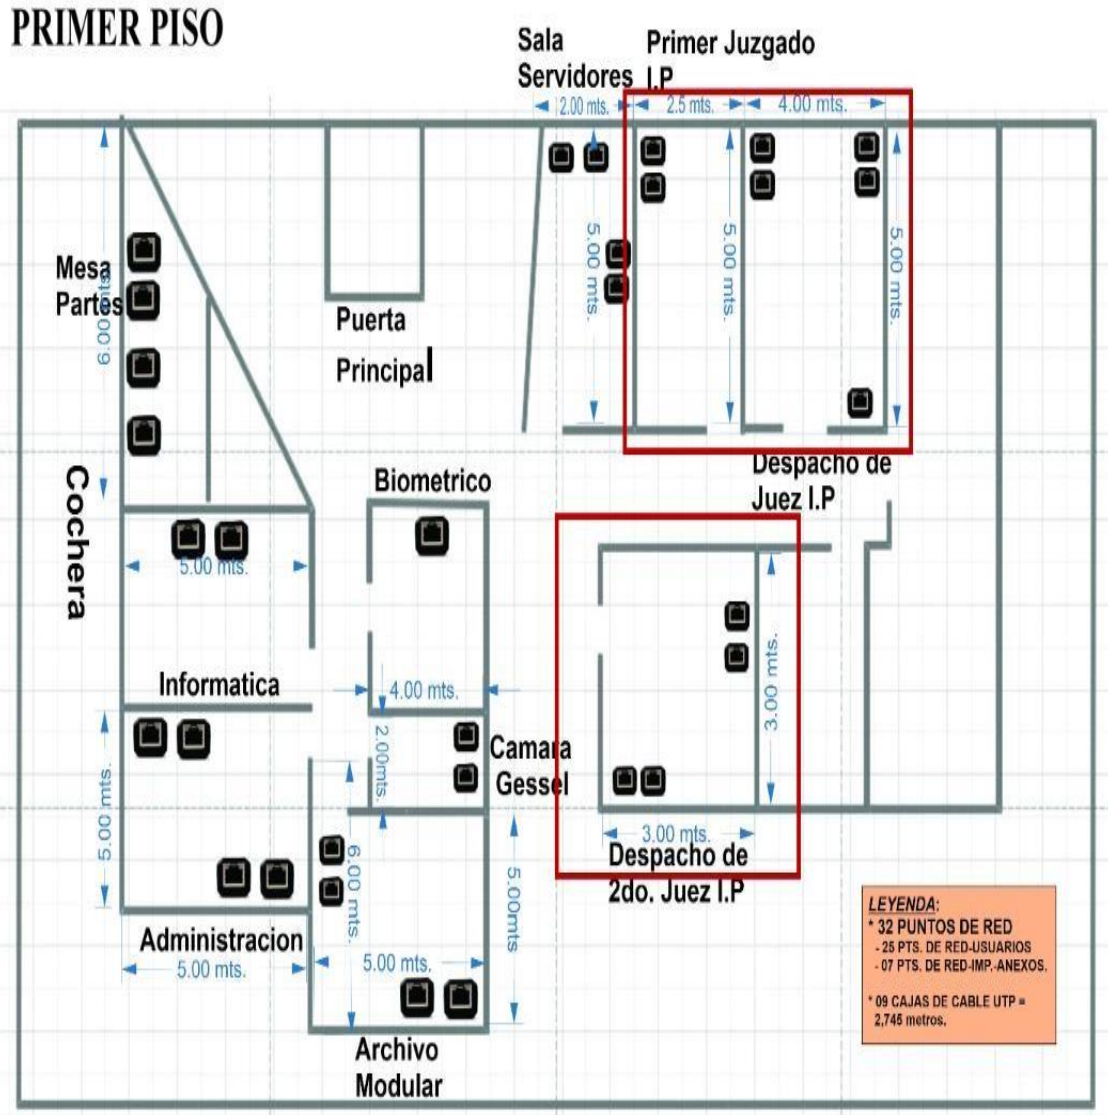 PRIMER PISO
Sala
Servidores
Primer Juzgado
I.P
2.00 mts.
2.5 mts.
4.00 mts.
Mesa
Partes
6.00 mts.
5.00 mts.
5.00 mts.
5.00 mts.
Puerta
Principal
Cochera
Biometrico
Despacho de
Juez I.P
5.00 mts.
Informatica
4.00 mts.
2.00mts.
Camara
Gessel
3.00 mts.
5.00 mts.
3.00 mts.
Despacho de
2do. Juez I.P
6.00 mts.
5.00mts
Administracion
5.00 mts.
5.00 mts.
Archivo
Modular
LEYENDA:
* 32 PUNTOS DE RED
- 25 PTS. DE RED-USUARIOS
- 07 PTS. DE RED-IMP.-ANEXOS.
* 09 CAJAS DE CABLE UTP =
2,745 metros.